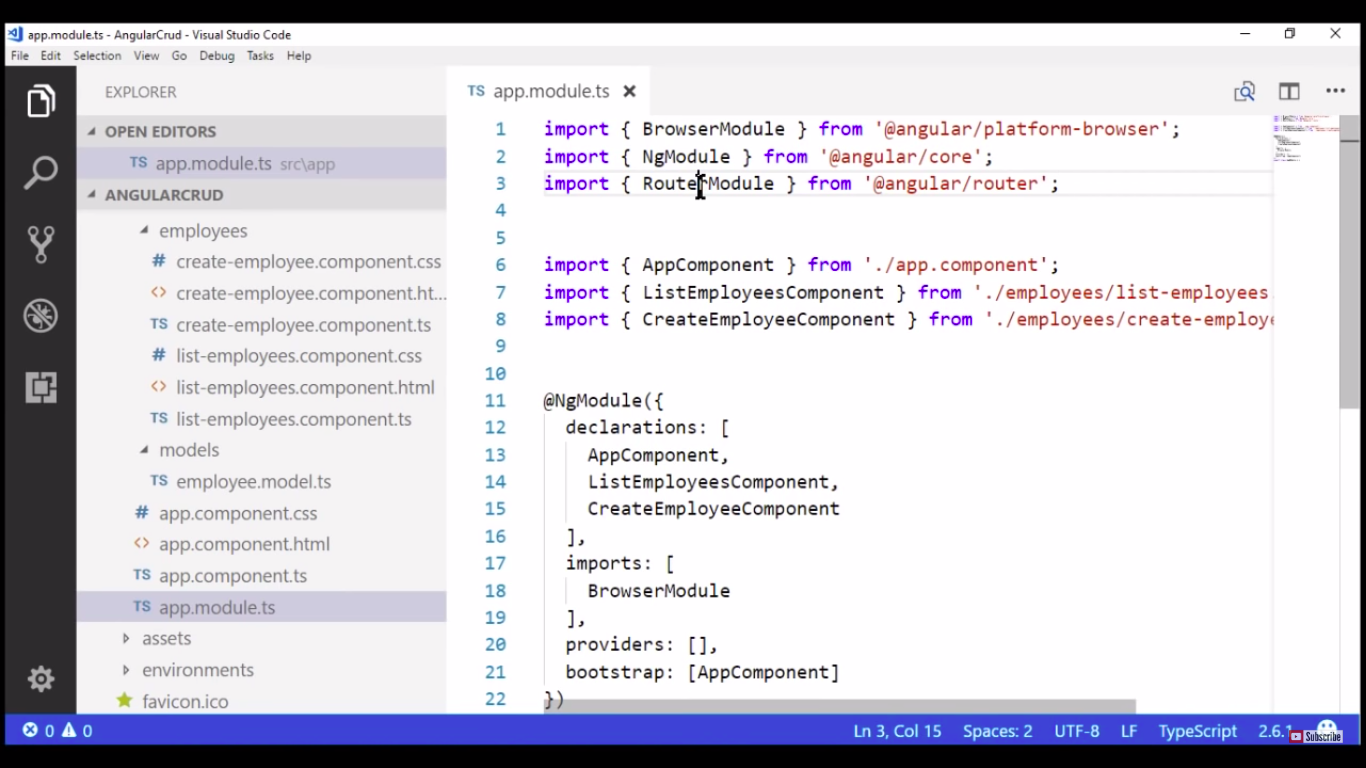 app.module.ts - AngularCrud - Visual Studio Code
File Edit Selection View Go Debug Tasks Help
EXPLORER
OPEN EDITORS
TS app.module.ts src\app
ANGULARCRUD
employees
# create-employee.component.css
<> create-employee.component.ht...
TS create-employee.component.ts
# list-employees.component.css
<> list-employees.component.html
TS list-employees.component.ts
models
TS employee.model.ts
# app.component.css
<> app.component.html
TS app.component.ts
TS app.module.ts
assets
environments
favicon.ico
TS app.module.ts
1 import { BrowserModule } from '@angular/platform-browser';
2 import { NgModule } from '@angular/core';
3 import { RouterModule } from '@angular/router';
4
5
6 import { AppComponent } from './app.component';
7 import { ListEmployeesComponent } from './employees/list-employees.
8 import { CreateEmployeeComponent } from './employees/create-employe
9
10
11 @NgModule({
12 declarations: [
13 AppComponent,
14 ListEmployeesComponent,
15 CreateEmployeeComponent
16 ],
17 imports: [
18 BrowserModule
19 ],
20 providers: [],
21 bootstrap: [AppComponent]
22 })
0 0 Ln 3, Col 15 Spaces: 2 UTF-8 LF TypeScript 2.6.1
Subscribe